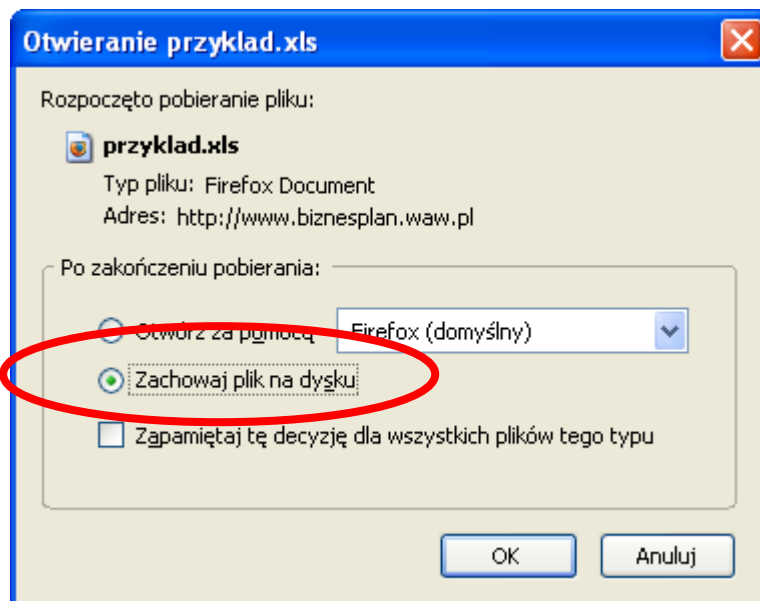 Otwieranie przyklad.xls
Rozpoczęto pobieranie pliku:
przyklad.xls
Typ pliku: Firefox Document
Adres: http://www.biznesplan.waw.pl
Po zakończeniu pobierania:
Otwórz za pomocą Firefox (domyślny)
Zachowaj plik na dysku
Zapamiętaj tę decyzję dla wszystkich plików tego typu
OK Anuluj